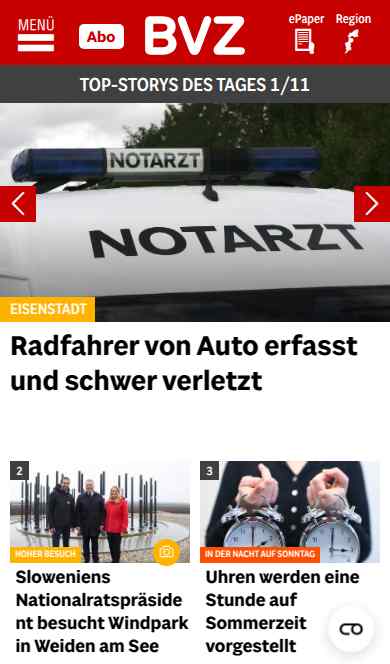 MENÜ
Abo
BVZ
ePaper
Region
TOP-STORYS DES TAGES 1/11
NOTARZT
NOTARZT
EISENSTADT
Radfahrer von Auto erfasst
und schwer verletzt
2
HOHER BESUCH
Sloweniens
Nationalratspräside
nt besucht Windpark
in Weiden am See
3
IN DER NACHT AUF SONNTAG
Uhren werden eine
Stunde auf
Sommerzeit
vorgestellt